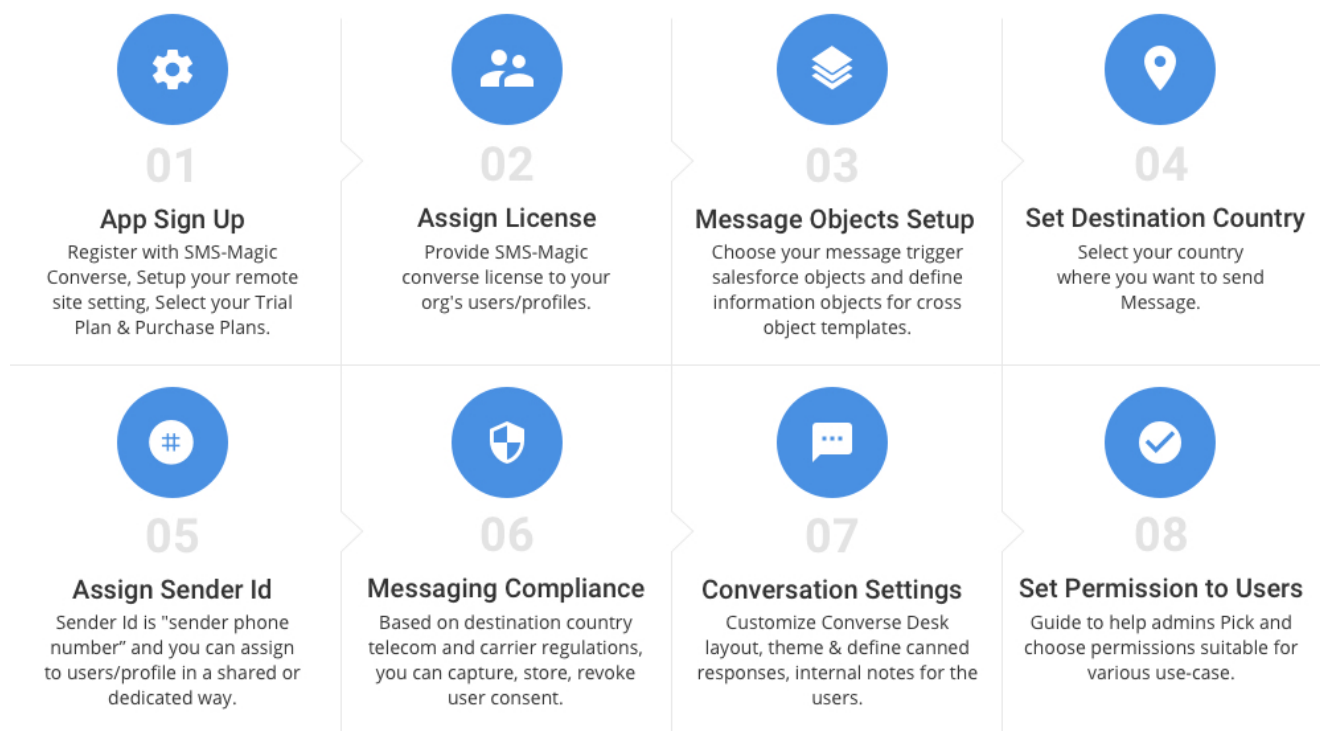 01
App Sign Up
Register with SMS-Magic
Converse, Setup your remote
site setting, Select your Trial
Plan & Purchase Plans.
02
Assign License
Provide SMS-Magic
converse license to your
org's users/profiles.
03
Message Objects Setup
Choose your message trigger
salesforce objects and define
information objects for cross
object templates.
04
Set Destination Country
Select your country
where you want to send
Message.
05
Assign Sender Id
Sender Id is "sender phone
number” and you can assign
to users/profile in a shared or
dedicated way.
06
Messaging Compliance
Based on destination country
telecom and carrier regulations,
you can capture, store, revoke
user consent.
07
Conversation Settings
Customize Converse Desk
layout, theme & define canned
responses, internal notes for the
users.
08
Set Permission to Users
Guide to help admins Pick and
choose permissions suitable for
various use-case.